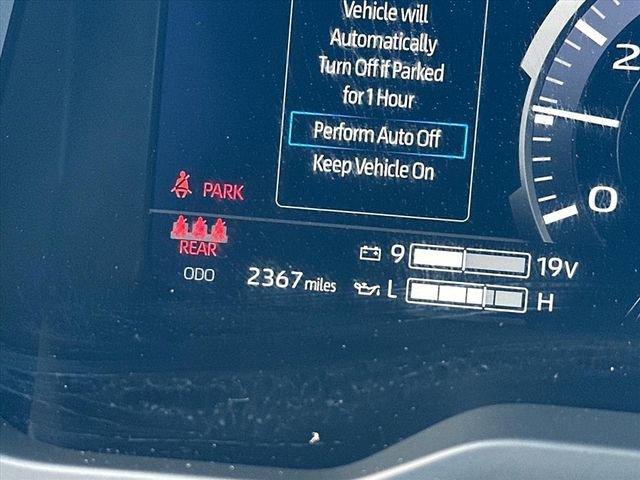 Vehicle will
Automatically
Turn Off if Parked
for 1 Hour
Perform Auto Off
Keep Vehicle On
PARK
REAR
ODO 2367 miles
9 19V
L H
2
0